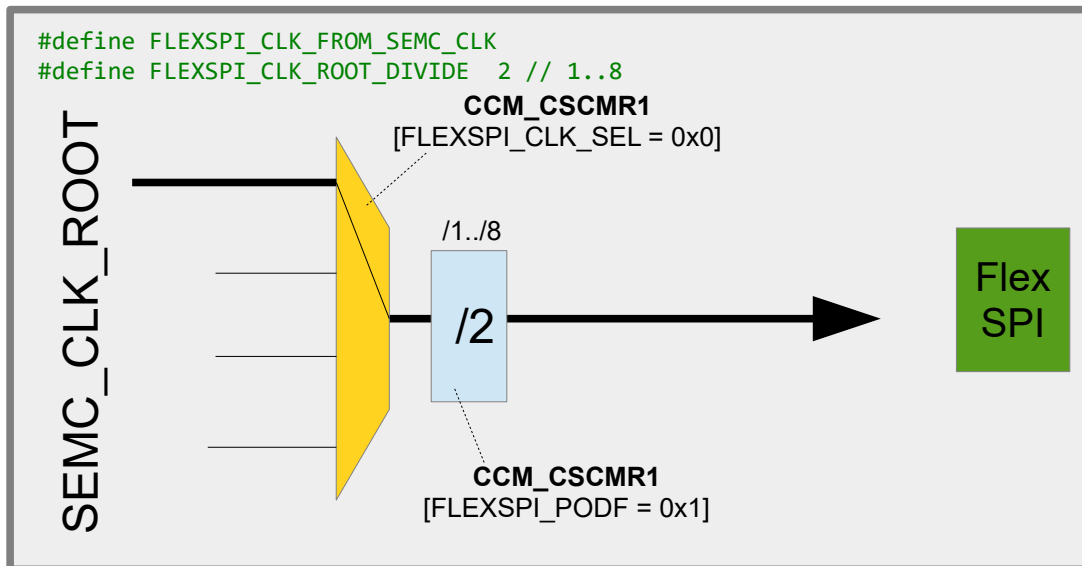 #define FLEXSPI_CLK_FROM_SEMC_CLK
#define FLEXSPI_CLK_ROOT_DIVIDE  2 // 1..8
CCM_CSCMR1
[FLEXSPI_CLK_SEL = 0x0]
SEMC_CLK_ROOT
/1../8
/2
Flex
SPI
CCM_CSCMR1
[FLEXSPI_PODF = 0x1]